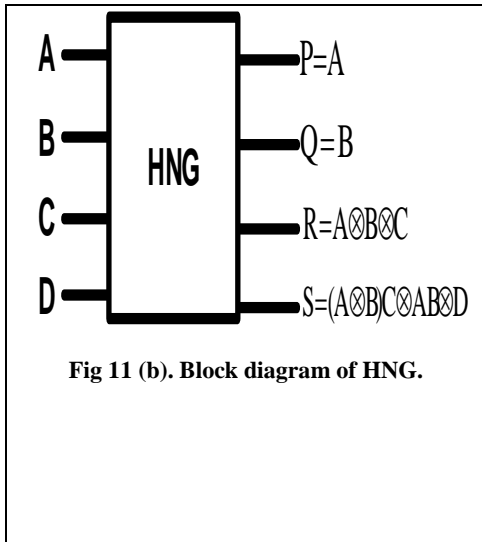 A
B
C
D
HNG
P=A
Q=B
R=A⊗B⊗C
S=(A⊗B)C⊗AB⊗D
Fig 11 (b). Block diagram of HNG.